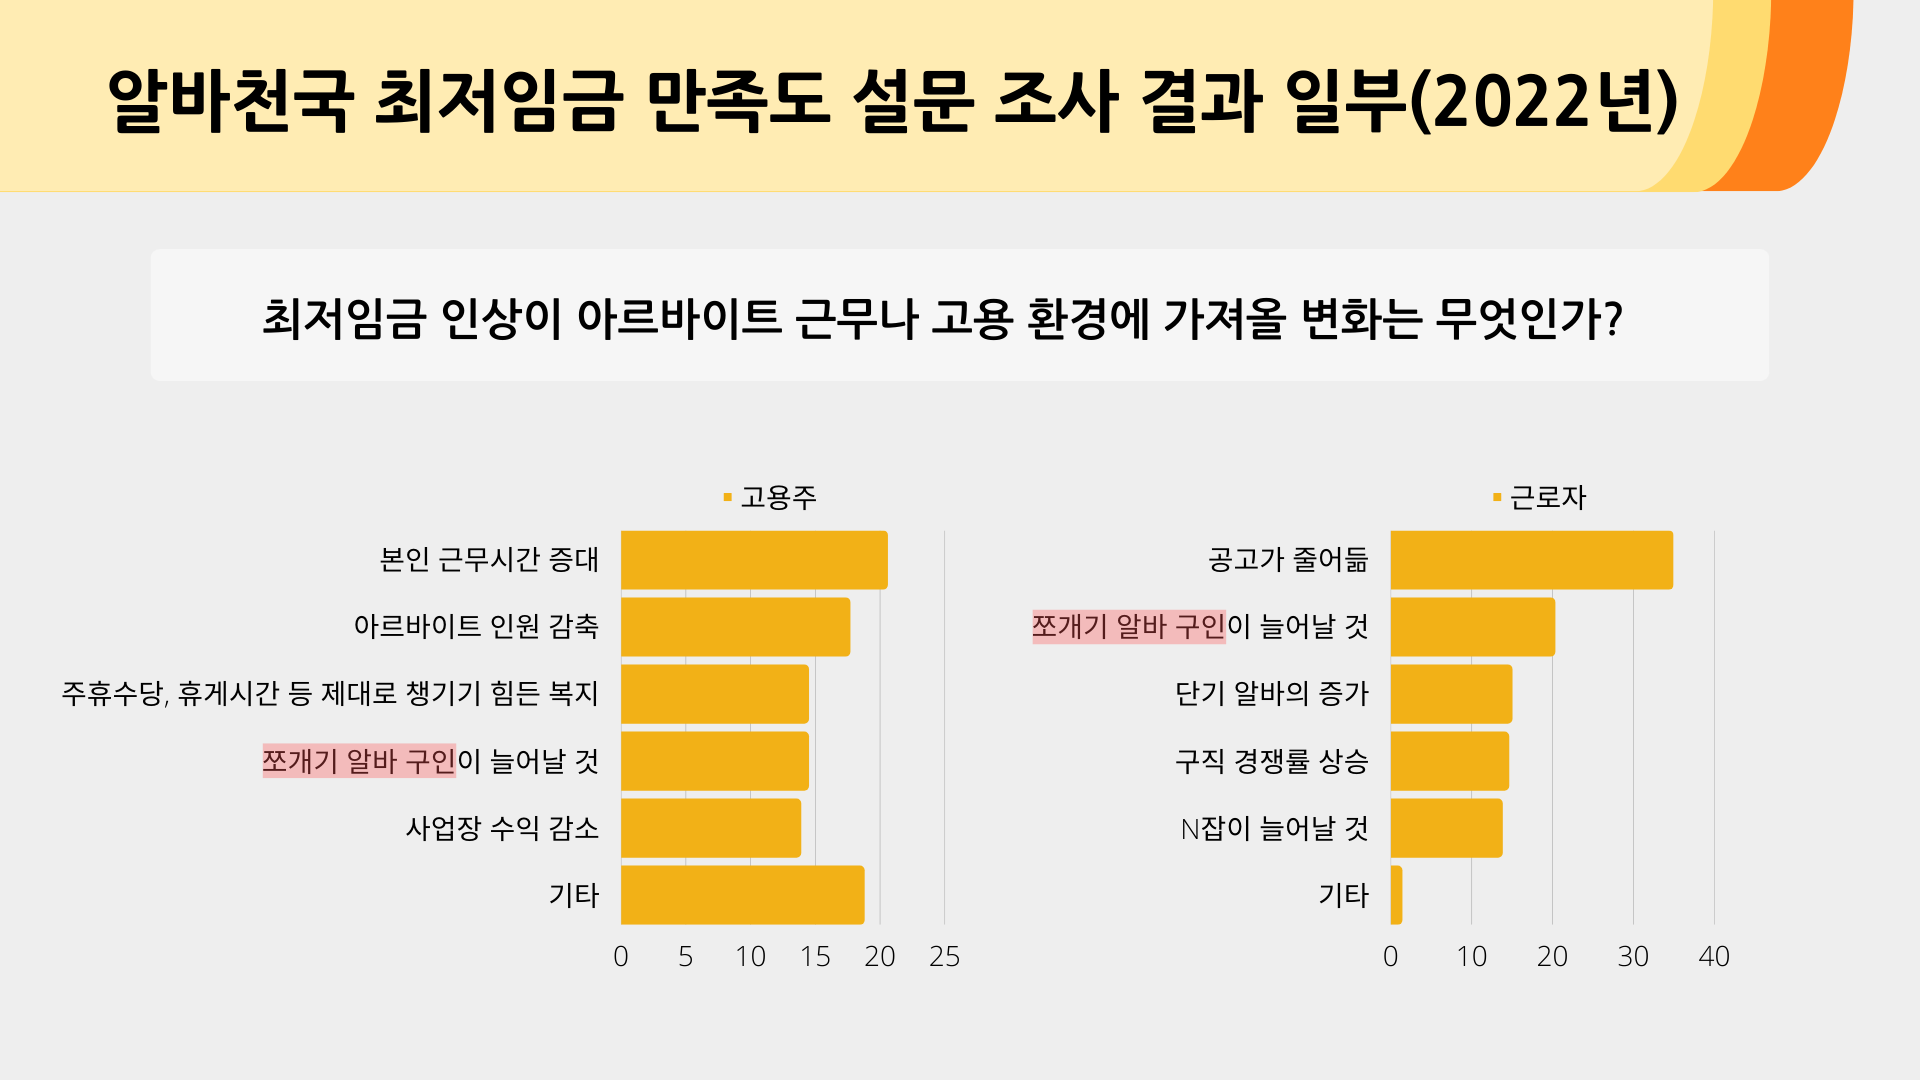 알바천국 최저임금 만족도 설문 조사 결과 일부(2022년)
최저임금 인상이 아르바이트 근무나 고용 환경에 가져올 변화는 무엇인가?
고용주
본인 근무시간 증대
아르바이트 인원 감축
주휴수당, 휴게시간 등 제대로 챙기기 힘든 복지
쪼개기 알바 구인이 늘어날 것
사업장 수익 감소
기타
0 5 10 15 20 25
근로자
공고가 줄어듦
쪼개기 알바 구인이 늘어날 것
단기 알바의 증가
구직 경쟁률 상승
N잡이 늘어날 것
기타
0 10 20 30 40